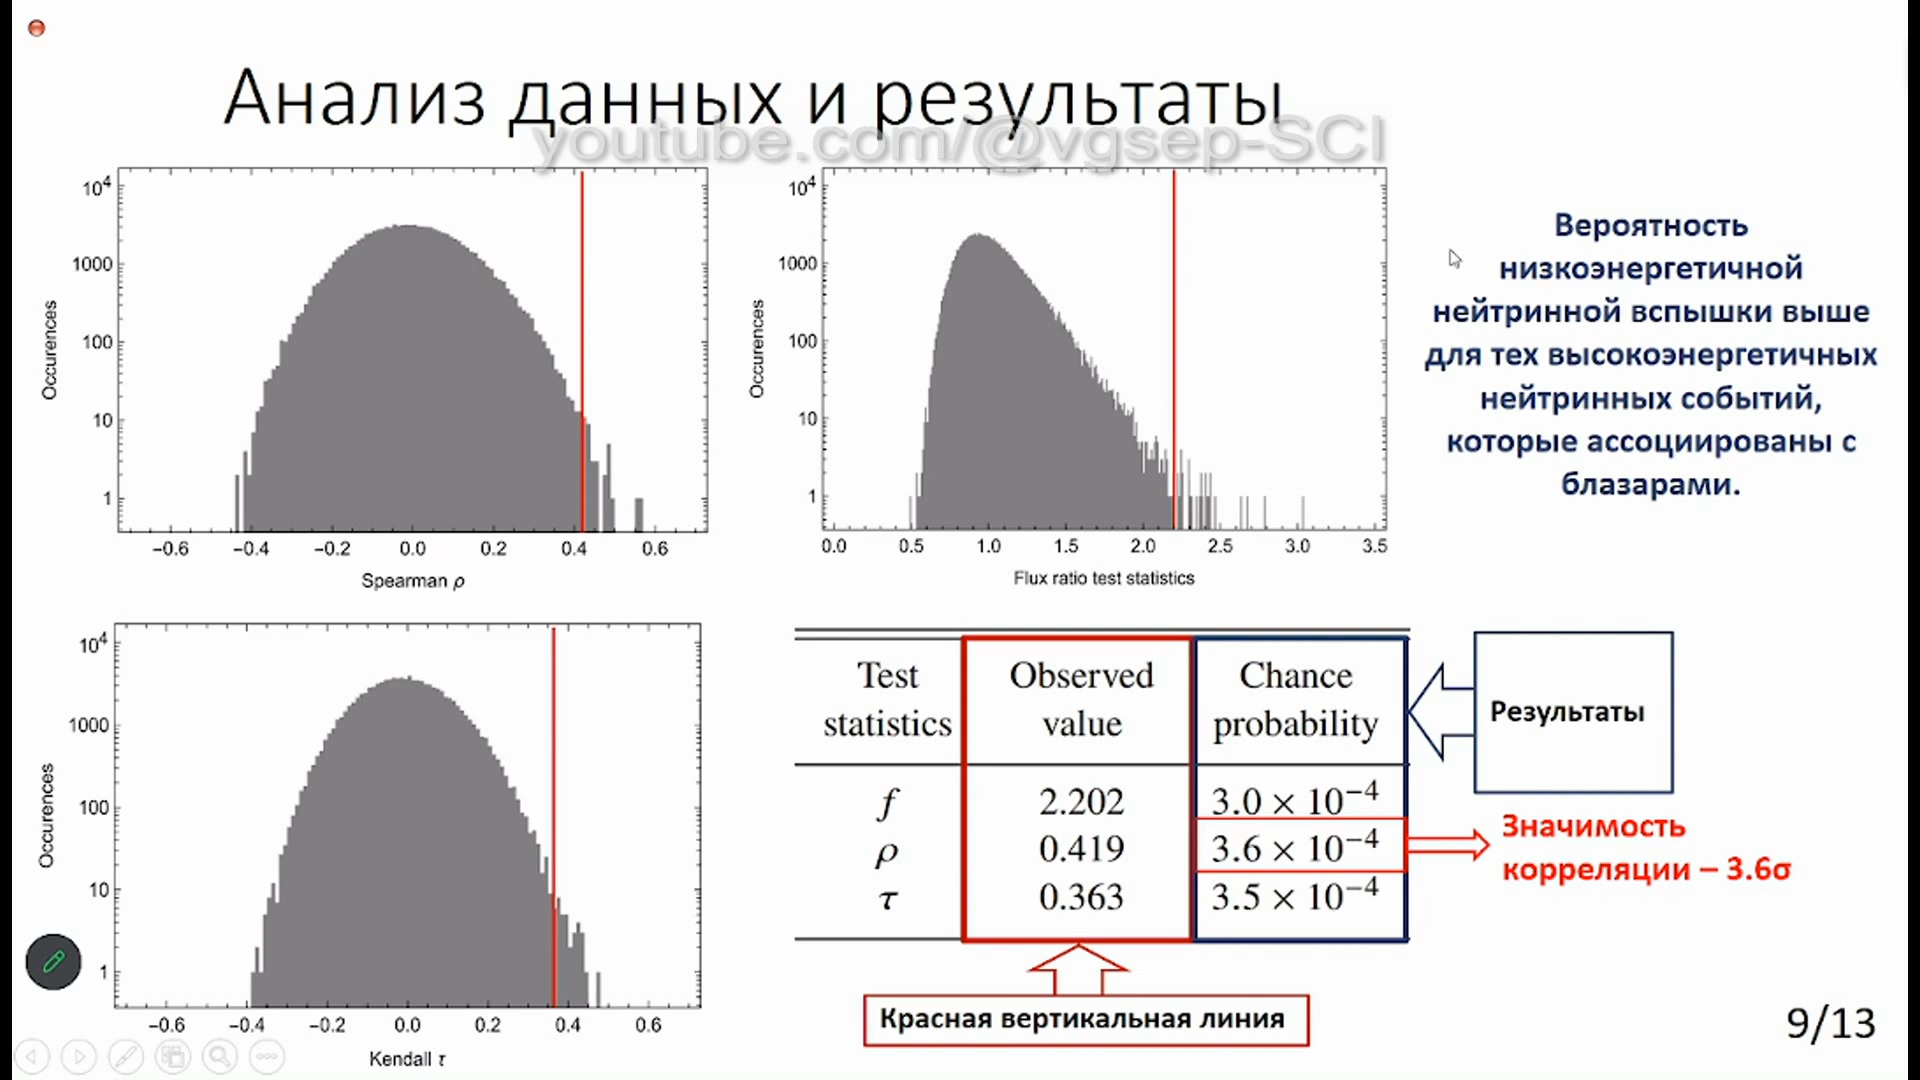 Анализ данных и результаты
youtube.com/@vgsep-SCI
10⁴
1000
100
10
1
Occurences
−0.6 −0.4 −0.2 0.0 0.2 0.4 0.6
Spearman ρ
10⁴
1000
100
10
1
Occurences
0.0 0.5 1.0 1.5 2.0 2.5 3.0 3.5
Flux ratio test statistics
Вероятность
низкоэнергетичной
нейтринной вспышки выше
для тех высокоэнергетичных
нейтринных событий,
которые ассоциированы с
блазарами.
10⁴
1000
100
10
1
Occurences
−0.6 −0.4 −0.2 0.0 0.2 0.4 0.6
Kendall τ
Test statistics
Observed value
Chance probability
f 2.202 3.0 × 10⁻⁴
ρ 0.419 3.6 × 10⁻⁴
τ 0.363 3.5 × 10⁻⁴
Результаты
Значимость
корреляции – 3.6σ
Красная вертикальная линия
9/13